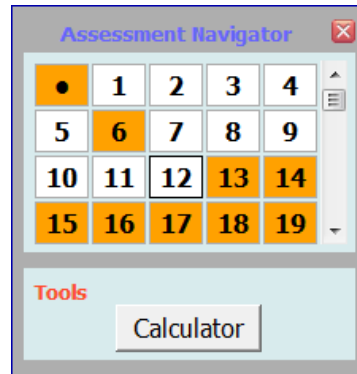 Assessment Navigator
● 1 2 3 4
5 6 7 8 9
10 11 12 13 14
15 16 17 18 19
Tools
Calculator